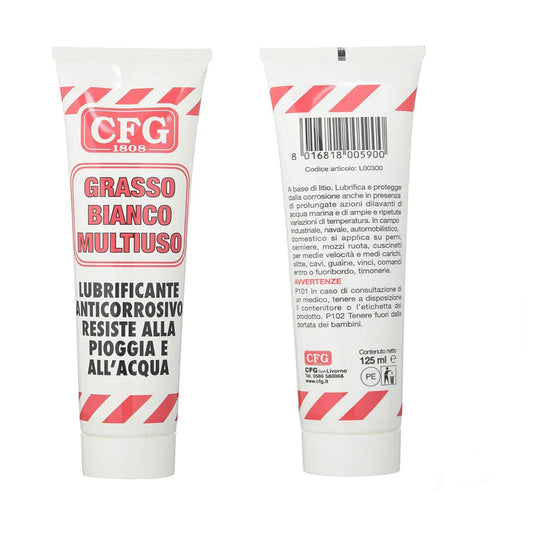 CFG®
1808
GRASSO
BIANCO
MULTIUSO
LUBRIFICANTE
ANTICORROSIVO
RESISTE ALLA
PIOGGIA E
ALL'ACQUA
8 016818 005900
Codice articolo: L00300
A base di litio. Lubrifica e protegge
dalla corrosione anche in presenza
di prolungate azioni dilavanti di
acqua marina e di ampie e ripetute
variazioni di temperatura. In campo
industriale, navale, automobilistico,
domestico si applica su perni,
cerniere, mozzi ruota, cuscinetti
per medie velocità e medi carichi,
slitte, cavi, guaine, vinci, comandi
entro o fuoribordo, timonerie.
AVVERTENZE
P101 In caso di consultazione di
un medico, tenere a disposizione
il contenitore o l'etichetta del
prodotto. P102 Tenere fuori dalla
portata dei bambini.
CFG
CFG Livorno
Tel. 0586 580066
www.cfg.it
Contenuto netto
125 ml e
PE